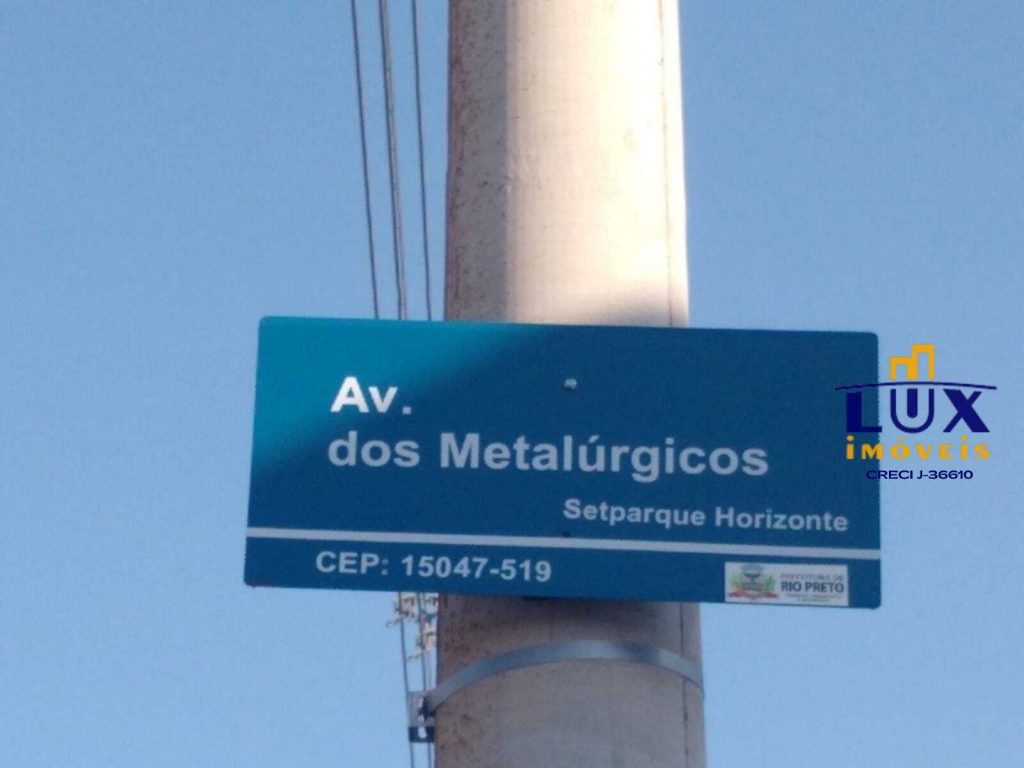 Av.
dos Metalúrgicos
Setparque Horizonte
CEP: 15047-519
PREFEITURA DE
RIO PRETO
LUX
imóveis
CRECI J-36610